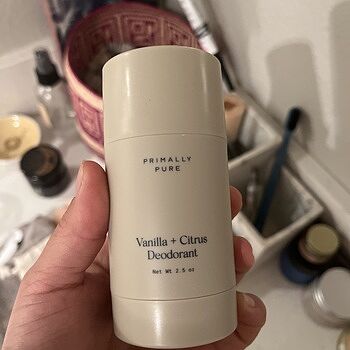 PRIMALLY
PURE
Vanilla + Citrus
Deodorant
Net Wt 2.5 oz